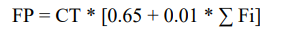 FP = CT * [0.65 + 0.01 * ∑ Fi]